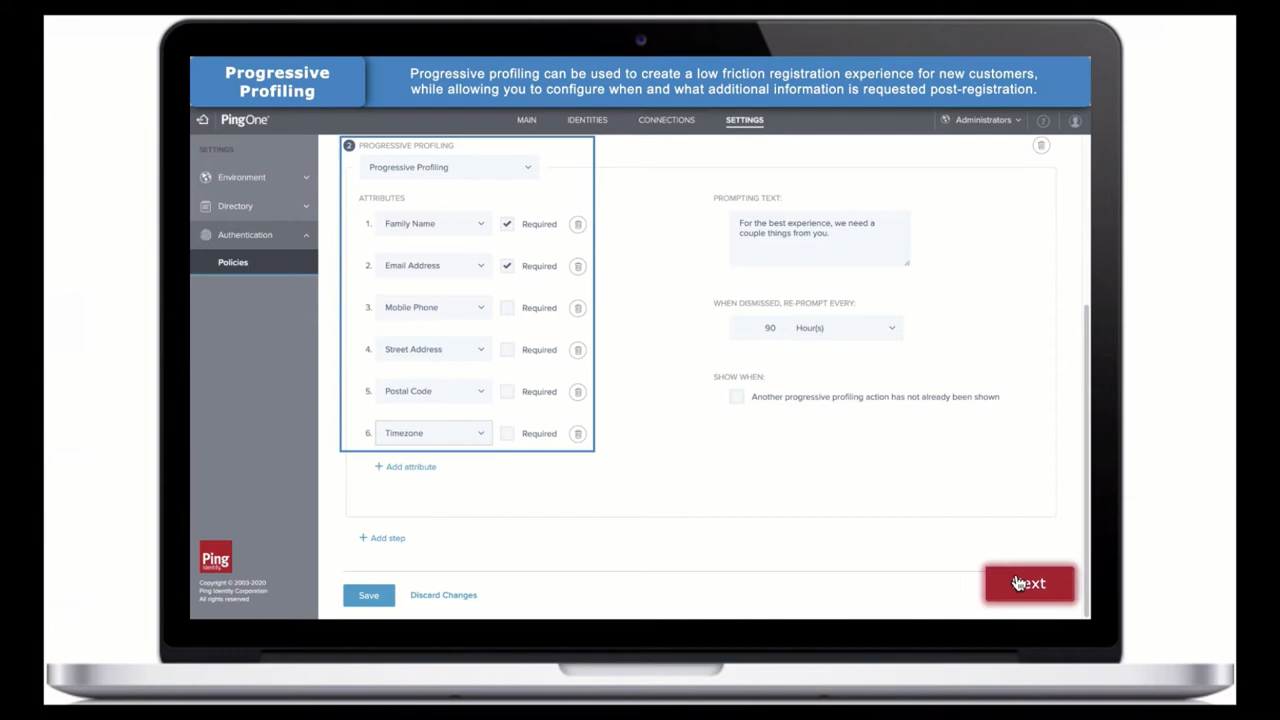 Progressive
Profiling
Progressive profiling can be used to create a low friction registration experience for new customers,
while allowing you to configure when and what additional information is requested post-registration.
PingOne
MAIN
IDENTITIES
CONNECTIONS
SETTINGS
Administrators
?
SETTINGS
Environment
Directory
Authentication
Policies
2 PROGRESSIVE PROFILING
Progressive Profiling
ATTRIBUTES
1. Family Name Required
2. Email Address Required
3. Mobile Phone Required
4. Street Address Required
5. Postal Code Required
6. Timezone Required
+ Add attribute
PROMPTING TEXT:
For the best experience, we need a
couple things from you.
WHEN DISMISSED, RE-PROMPT EVERY:
90 Hour(s)
SHOW WHEN:
Another progressive profiling action has not already been shown
+ Add step
Save
Discard Changes
Ping
Identity
Copyright © 2003-2020
Ping Identity Corporation
All rights reserved